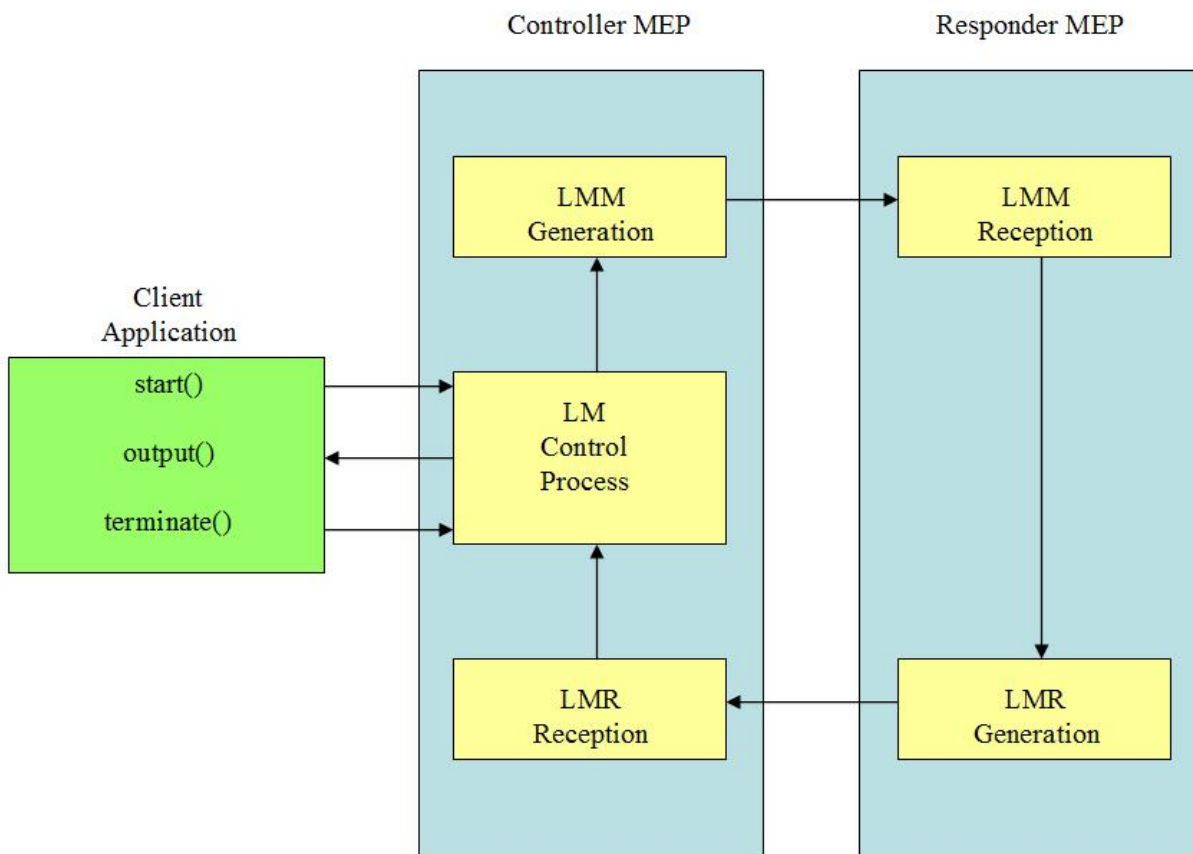 Controller MEP
Responder MEP
LMM
Generation
LMM
Reception
Client
Application
start()
output()
terminate()
LM
Control
Process
LMR
Reception
LMR
Generation